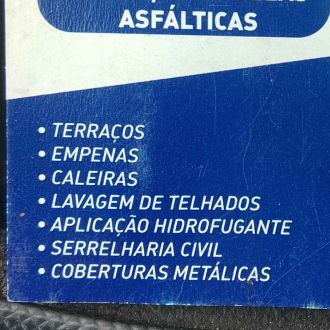 ASFÁLTICAS
• TERRAÇOS
• EMPENAS
• CALEIRAS
• LAVAGEM DE TELHADOS
• APLICAÇÃO HIDROFUGANTE
• SERRELHARIA CIVIL
• COBERTURAS METÁLICAS